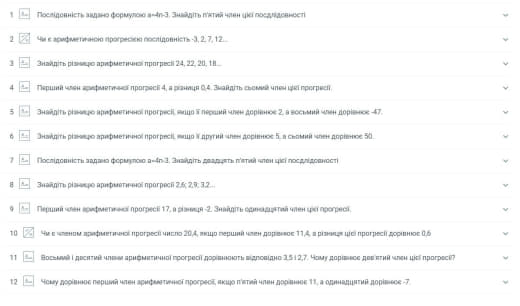 1 Послідовність задано формулою a=4n-3. Знайдіть п'ятий член цієї посдлідовності
2 Чи є арифметичною прогресією послідовність -3, 2, 7, 12...
3 Знайдіть різницю арифметичної прогресії 24, 22, 20, 18...
4 Перший член арифметичної прогресії 4, а різниця 0,4. Знайдіть сьомий член цієї прогресії.
5 Знайдіть різницю арифметичної прогресії, якщо її перший член дорівнює 2, а восьмий член дорівнює -47.
6 Знайдіть різницю арифметичної прогресії, якщо її другий член дорівнює 5, а сьомий член дорівнює 50.
7 Послідовність задано формулою a=4n-3. Знайдіть двадцять п'ятий член цієї посдлідовності
8 Знайдіть різницю арифметичної прогресії 2,6; 2,9; 3,2...
9 Перший член арифметичної прогресії 17, а різниця -2. Знайдіть одинадцятий член цієї прогресії.
10 Чи є членом арифметичної прогресії число 20,4, якщо перший член дорівнює 11,4, а різниця цієї прогресії дорівнює 0,6
11 Восьмий і десятий члени арифметичної прогресії дорівнюють відповідно 3,5 і 2,7. Чому дорівнює дев'ятий член цієї прогресії?
12 Чому дорівнює перший член арифметичної прогресії, якщо п'ятий член дорівнює 11, а одинадцятий дорівнює -7.